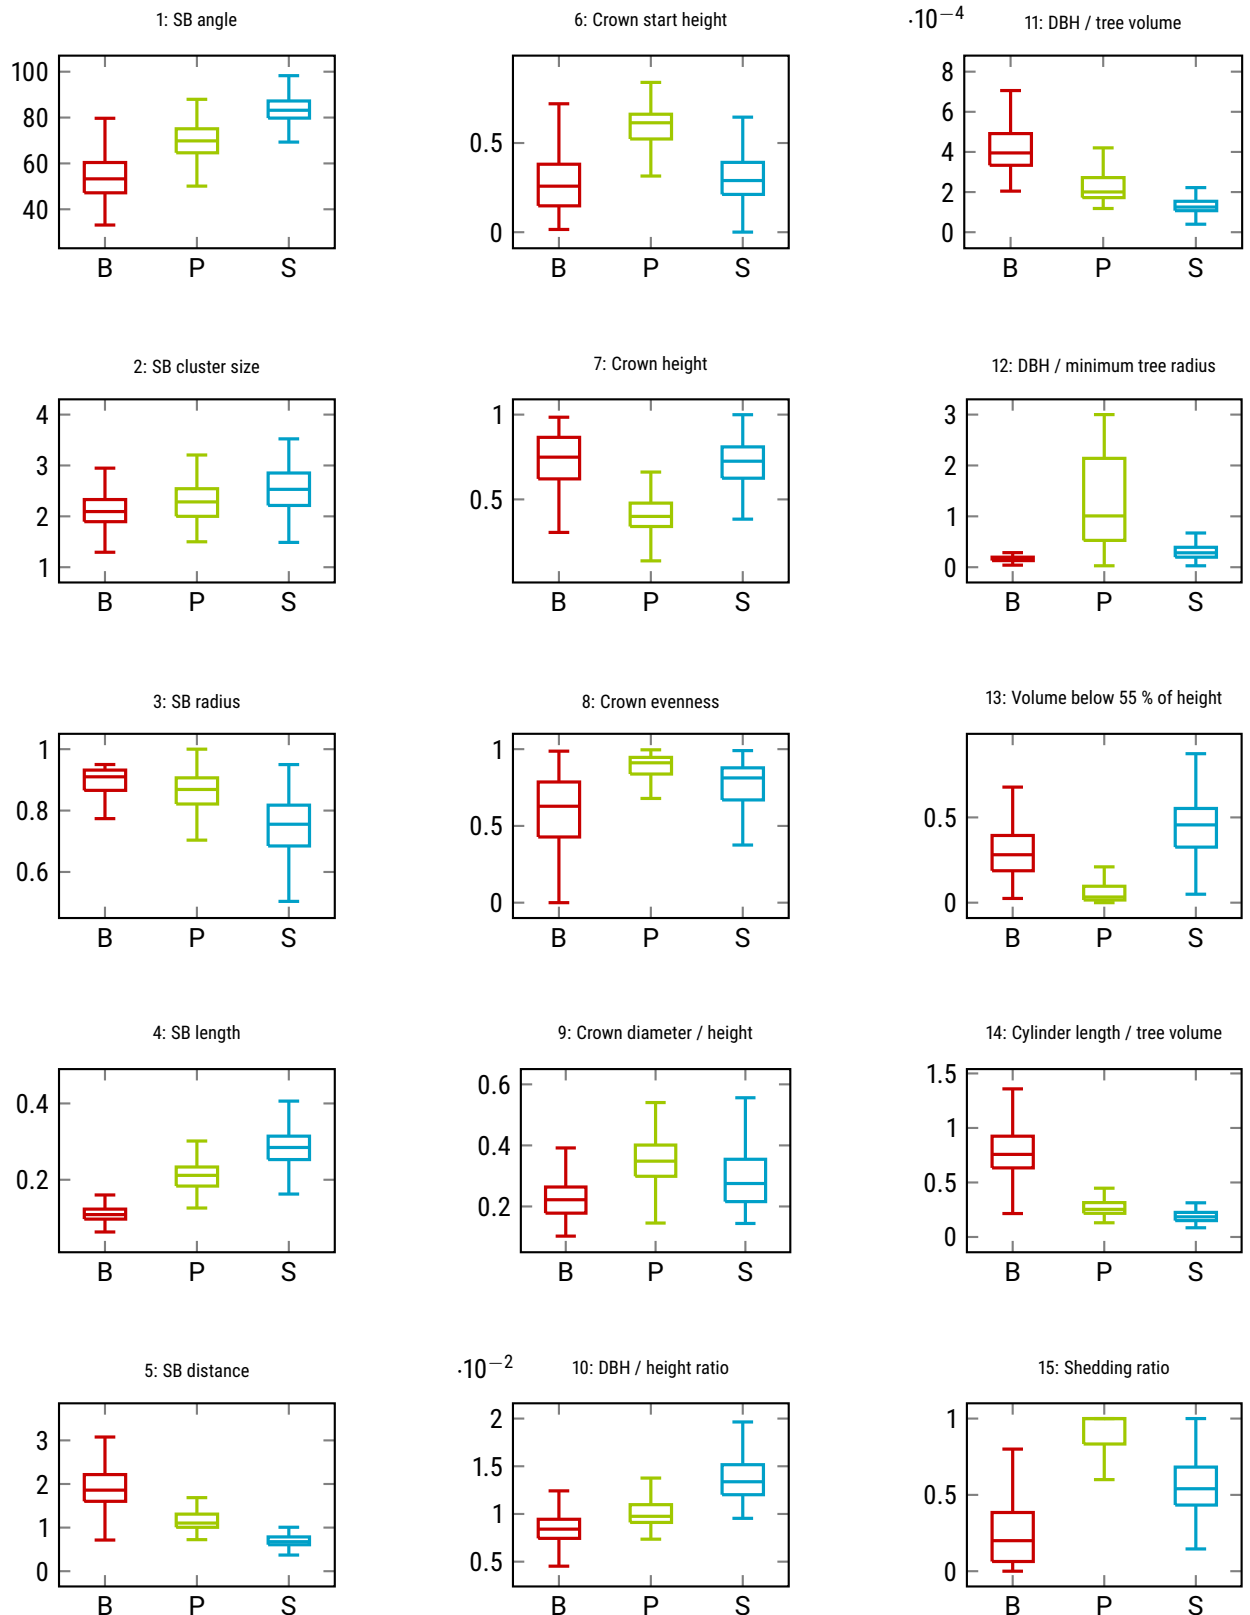 1: SB angle
100
80
60
40
B P S
6: Crown start height
0.5
0
B P S
·10−4
11: DBH / tree volume
8
6
4
2
0
B P S
2: SB cluster size
4
3
2
1
B P S
7: Crown height
1
0.5
B P S
12: DBH / minimum tree radius
3
2
1
0
B P S
3: SB radius
1
0.8
0.6
B P S
8: Crown evenness
1
0.5
0
B P S
13: Volume below 55 % of height
0.5
0
B P S
4: SB length
0.4
0.2
B P S
9: Crown diameter / height
0.6
0.4
0.2
B P S
14: Cylinder length / tree volume
1.5
1
0.5
0
B P S
5: SB distance
3
2
1
0
B P S
·10−2
10: DBH / height ratio
2
1.5
1
0.5
B P S
15: Shedding ratio
1
0.5
0
B P S